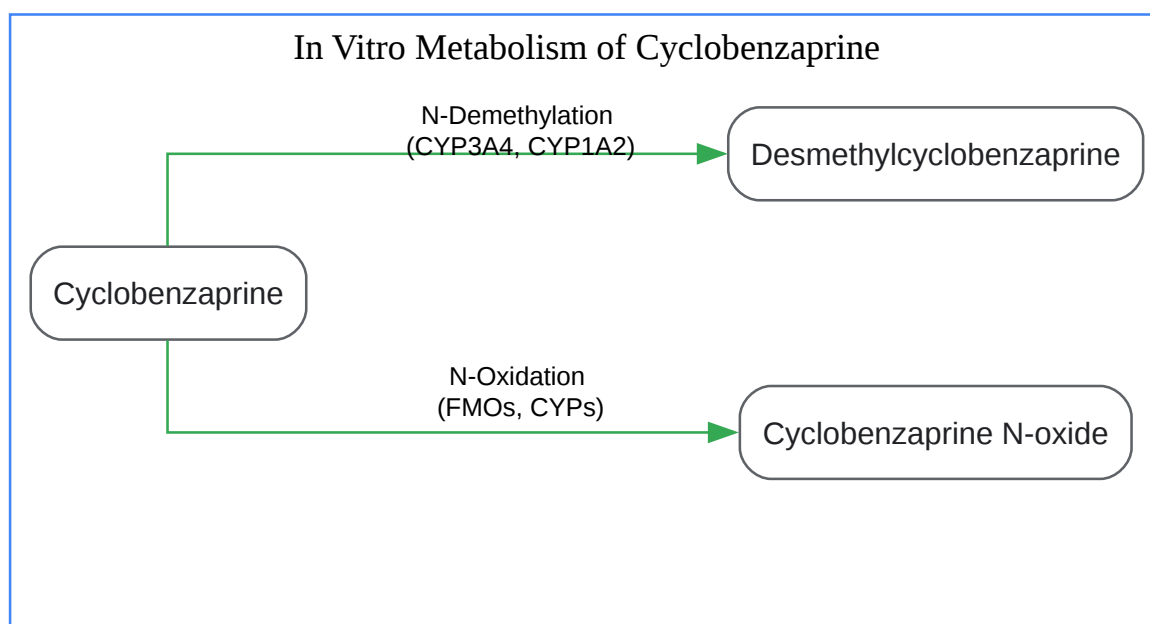 In Vitro Metabolism of Cyclobenzaprine
N-Demethylation
(CYP3A4, CYP1A2)
Desmethylcyclobenzaprine
Cyclobenzaprine
N-Oxidation
(FMOs, CYPs)
Cyclobenzaprine N-oxide